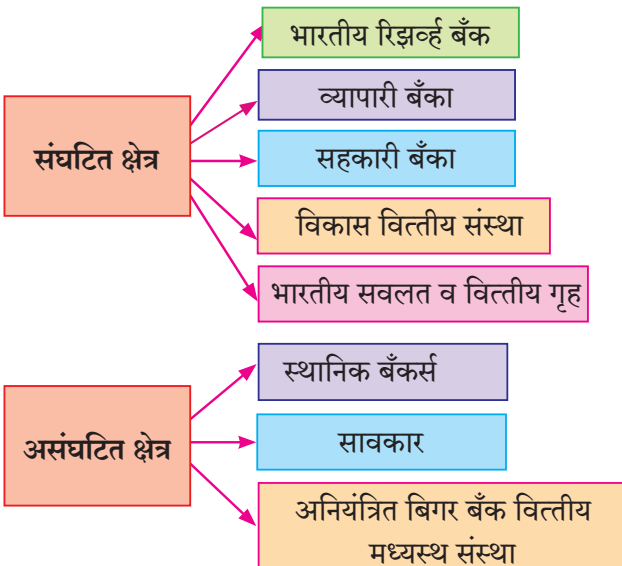 संघटित क्षेत्र
भारतीय रिझर्व्ह बँक
व्यापारी बँका
सहकारी बँका
विकास वित्तीय संस्था
भारतीय सवलत व वित्तीय गृह
असंघटित क्षेत्र
स्थानिक बँकर्स
सावकार
अनियंत्रित बिगर बँक वित्तीय
मध्यस्थ संस्था